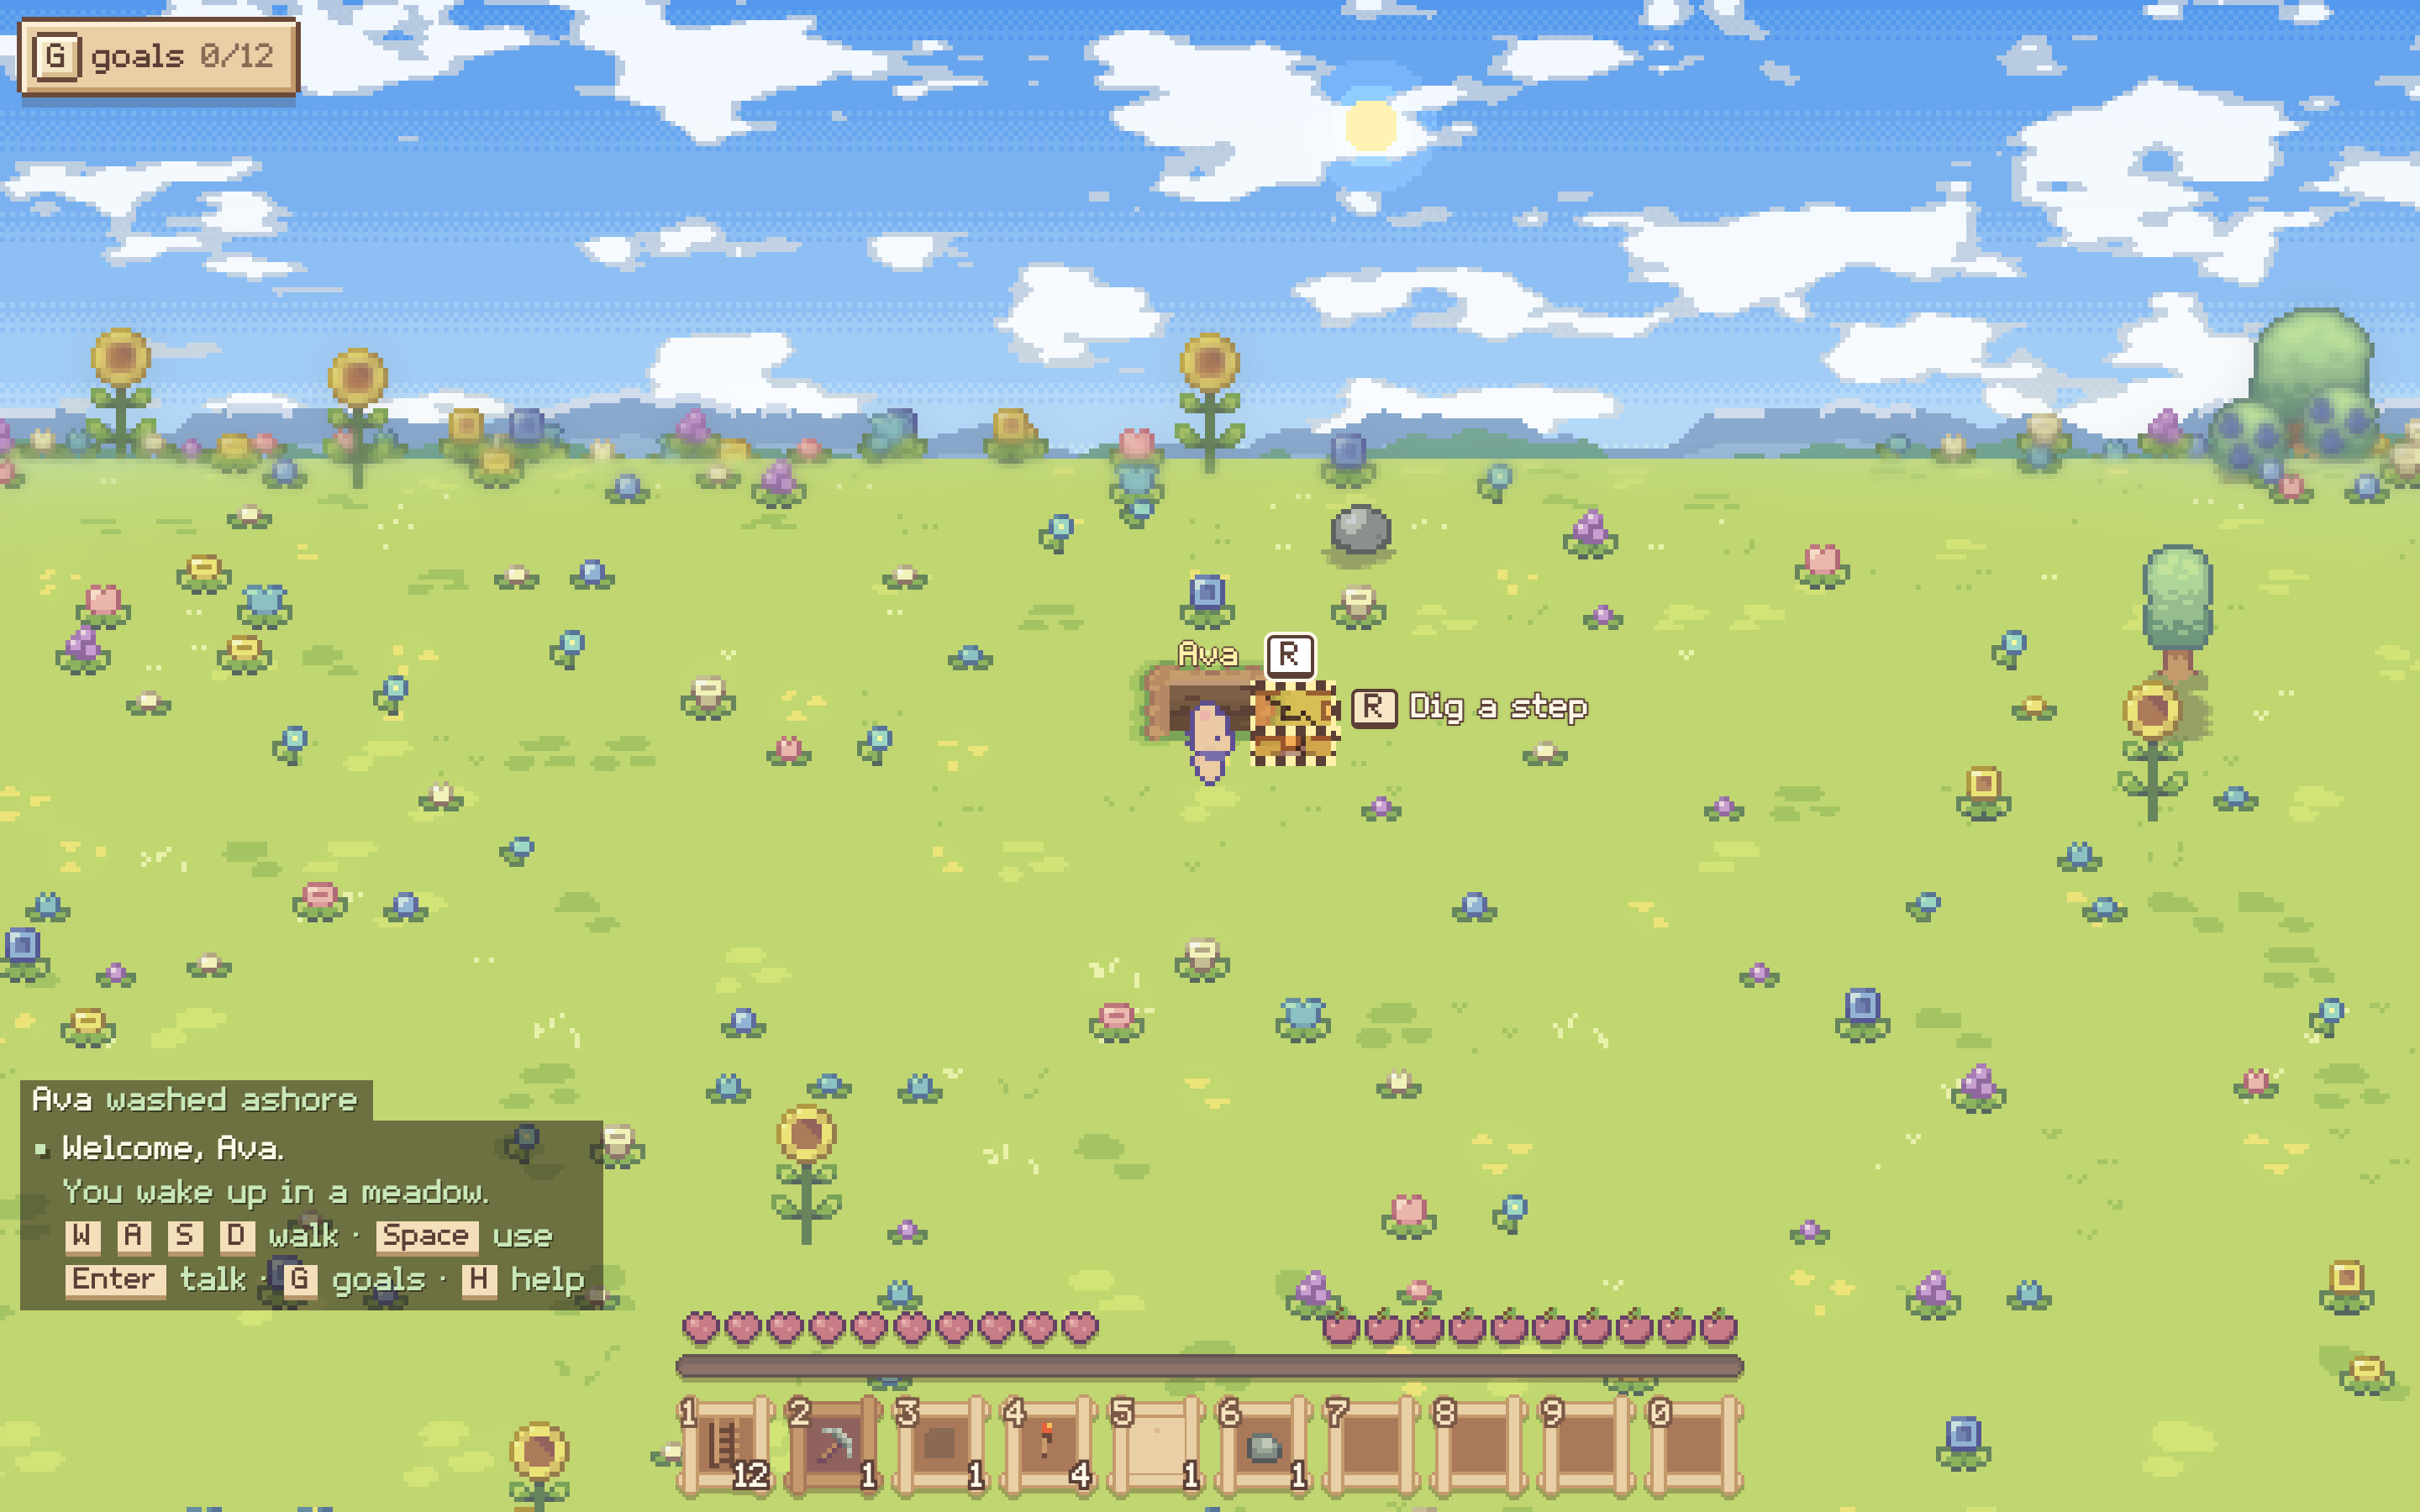 G goals 0/12
Ava R
R Dig a step
Ava washed ashore
Welcome, Ava.
You wake up in a meadow.
W A S D walk · Space use
Enter talk · G goals · H help
1 2 3 4 5 6 7 8 9 0
12 1 1 4 1 1